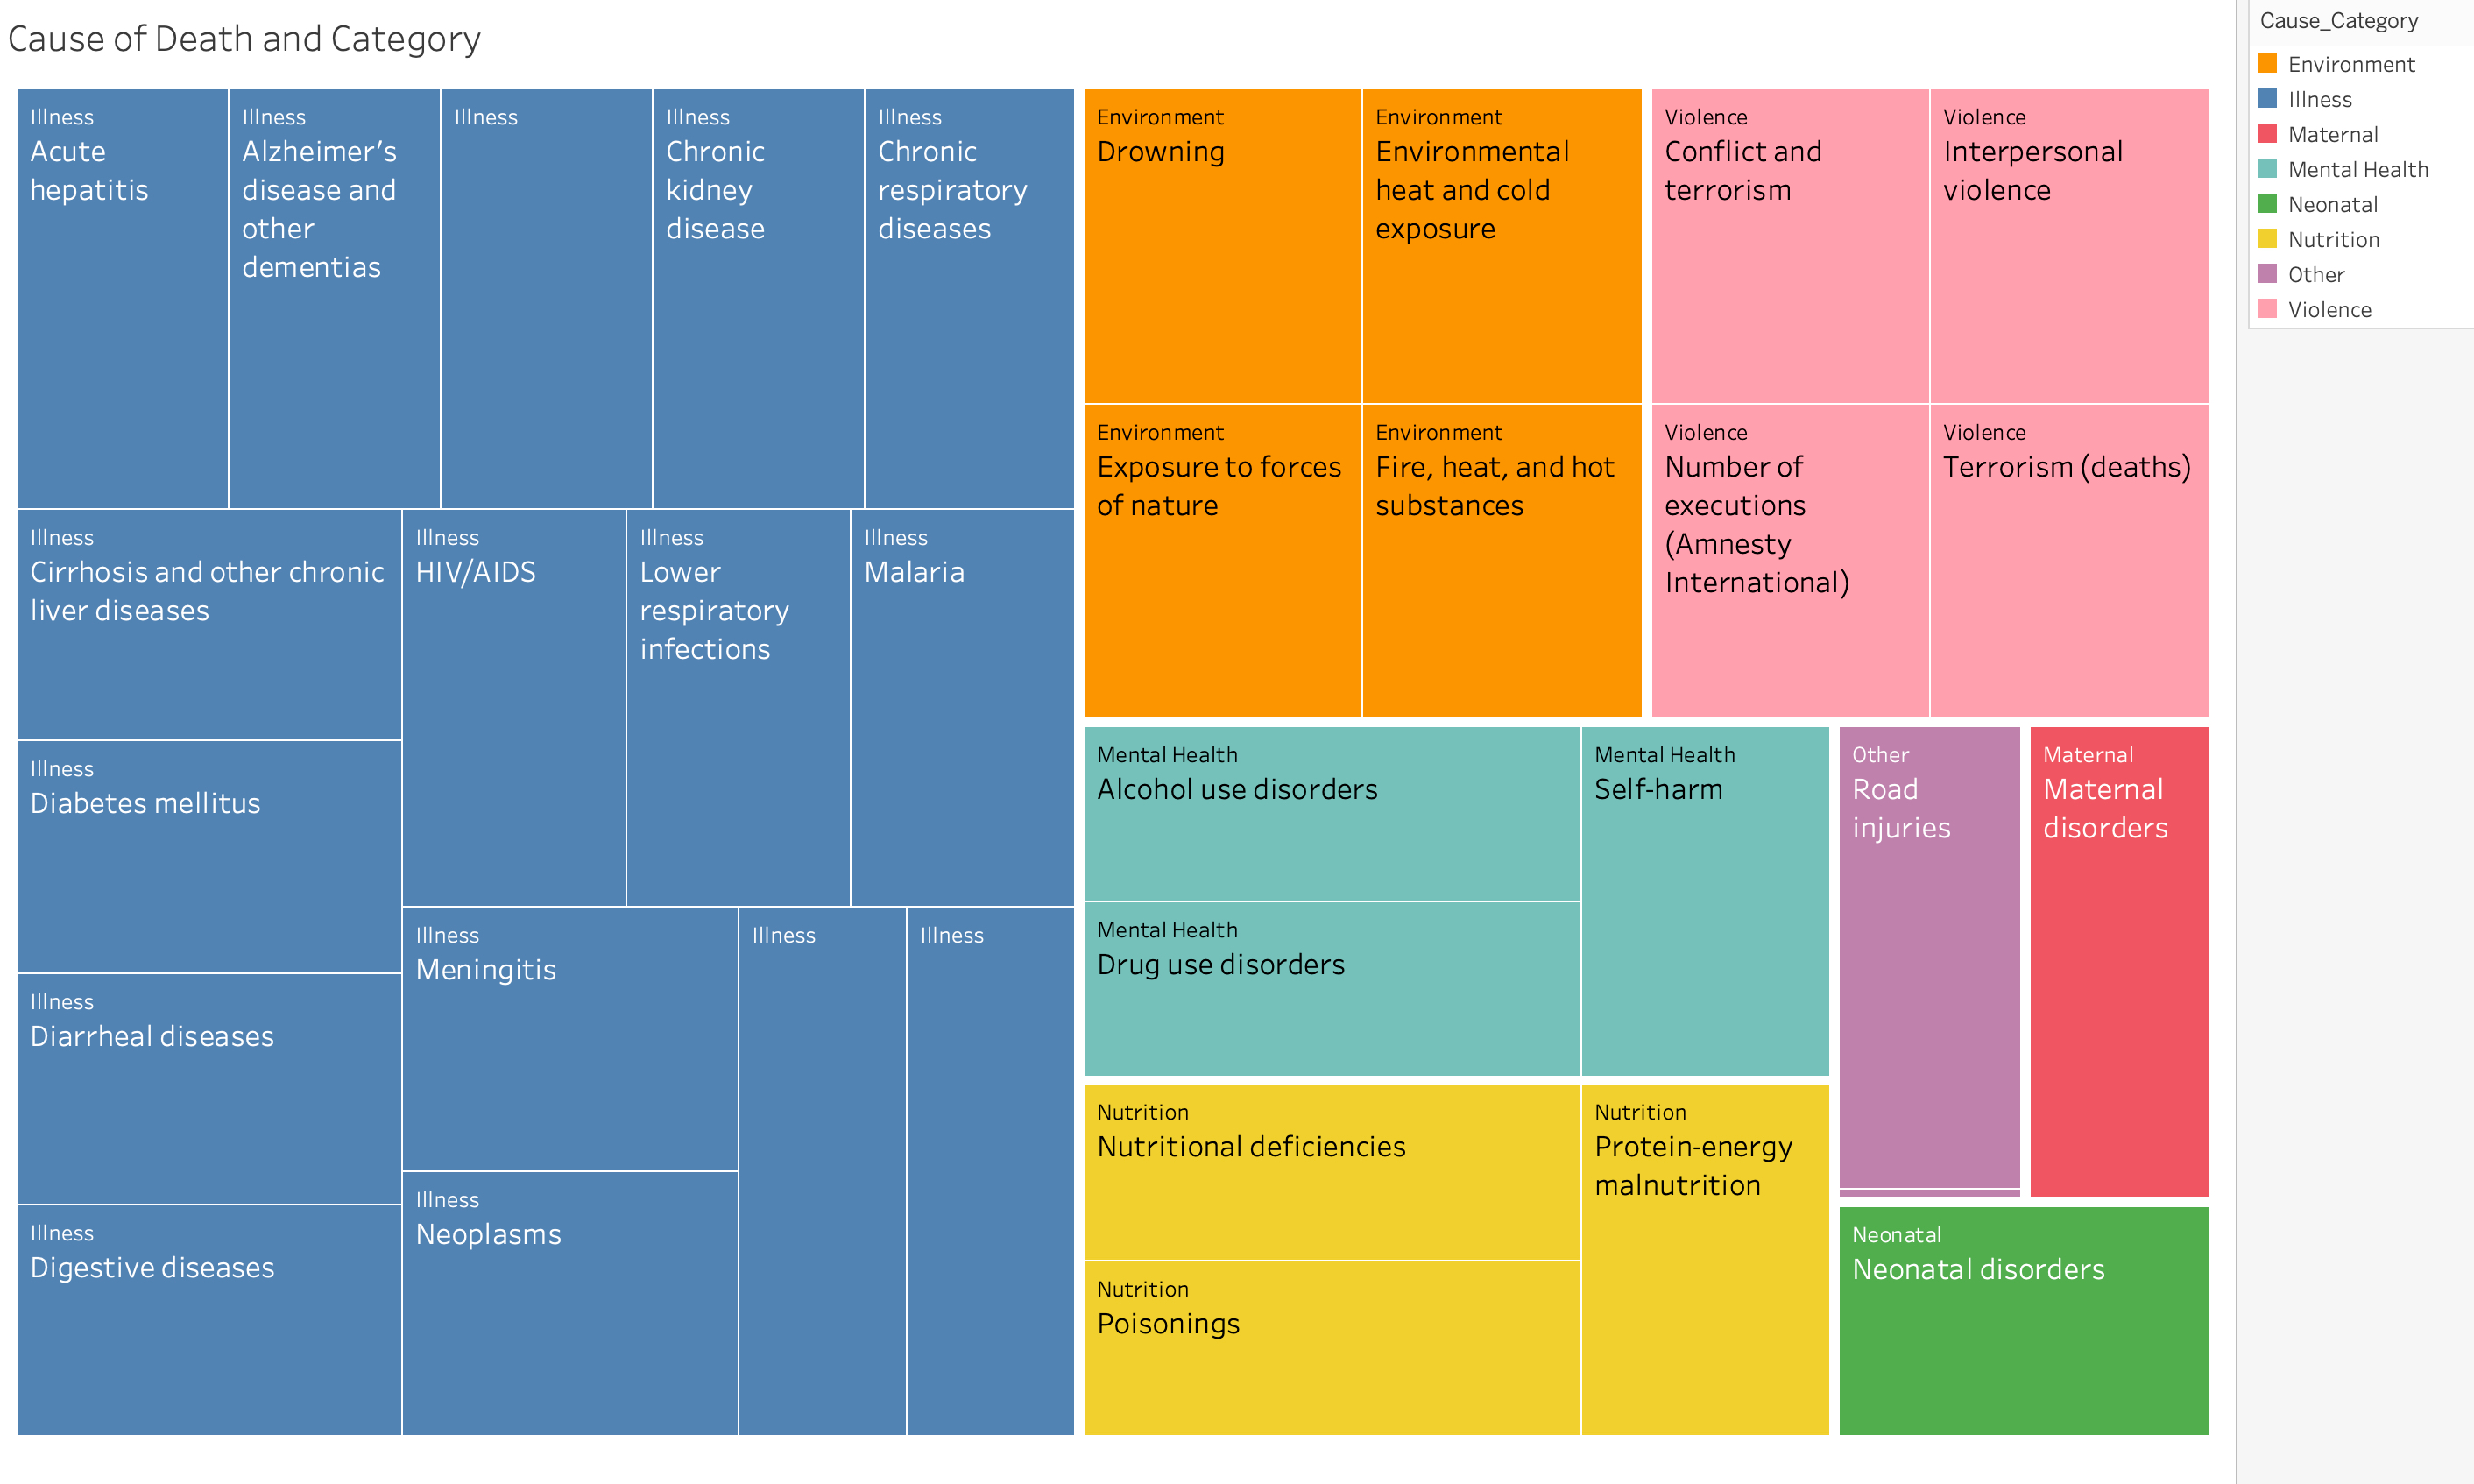 Cause of Death and Category
Illness
Acute
hepatitis
Illness
Alzheimer’s
disease and
other
dementias
Illness
Illness
Chronic
kidney
disease
Illness
Chronic
respiratory
diseases
Illness
Cirrhosis and other chronic
liver diseases
Illness
Diabetes mellitus
Illness
Diarrheal diseases
Illness
Digestive diseases
Illness
HIV/AIDS
Illness
Lower
respiratory
infections
Illness
Malaria
Illness
Meningitis
Illness
Neoplasms
Illness
Illness
Environment
Drowning
Environment
Environmental
heat and cold
exposure
Environment
Exposure to forces
of nature
Environment
Fire, heat, and hot
substances
Violence
Conflict and
terrorism
Violence
Interpersonal
violence
Violence
Number of
executions
(Amnesty
International)
Violence
Terrorism (deaths)
Mental Health
Alcohol use disorders
Mental Health
Drug use disorders
Mental Health
Self-harm
Nutrition
Nutritional deficiencies
Nutrition
Poisonings
Nutrition
Protein-energy
malnutrition
Other
Road
injuries
Maternal
Maternal
disorders
Neonatal
Neonatal disorders
Cause_Category
Environment
Illness
Maternal
Mental Health
Neonatal
Nutrition
Other
Violence